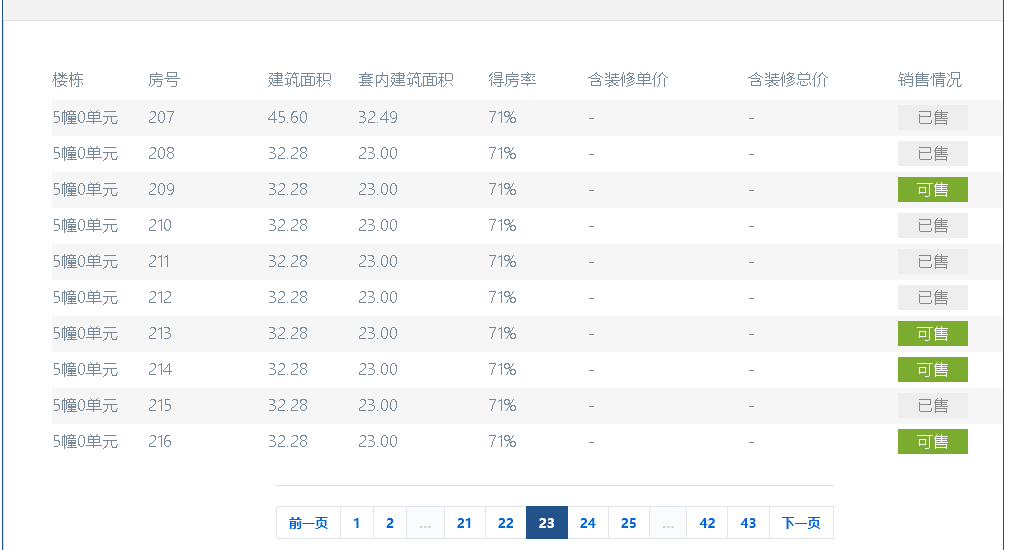 楼栋 房号 建筑面积 套内建筑面积 得房率 含装修单价 含装修总价 销售情况
5幢0单元 207 45.60 32.49 71% - - 已售
5幢0单元 208 32.28 23.00 71% - - 已售
5幢0单元 209 32.28 23.00 71% - - 可售
5幢0单元 210 32.28 23.00 71% - - 已售
5幢0单元 211 32.28 23.00 71% - - 已售
5幢0单元 212 32.28 23.00 71% - - 已售
5幢0单元 213 32.28 23.00 71% - - 可售
5幢0单元 214 32.28 23.00 71% - - 可售
5幢0单元 215 32.28 23.00 71% - - 已售
5幢0单元 216 32.28 23.00 71% - - 可售
前一页 1 2 ... 21 22 23 24 25 ... 42 43 下一页